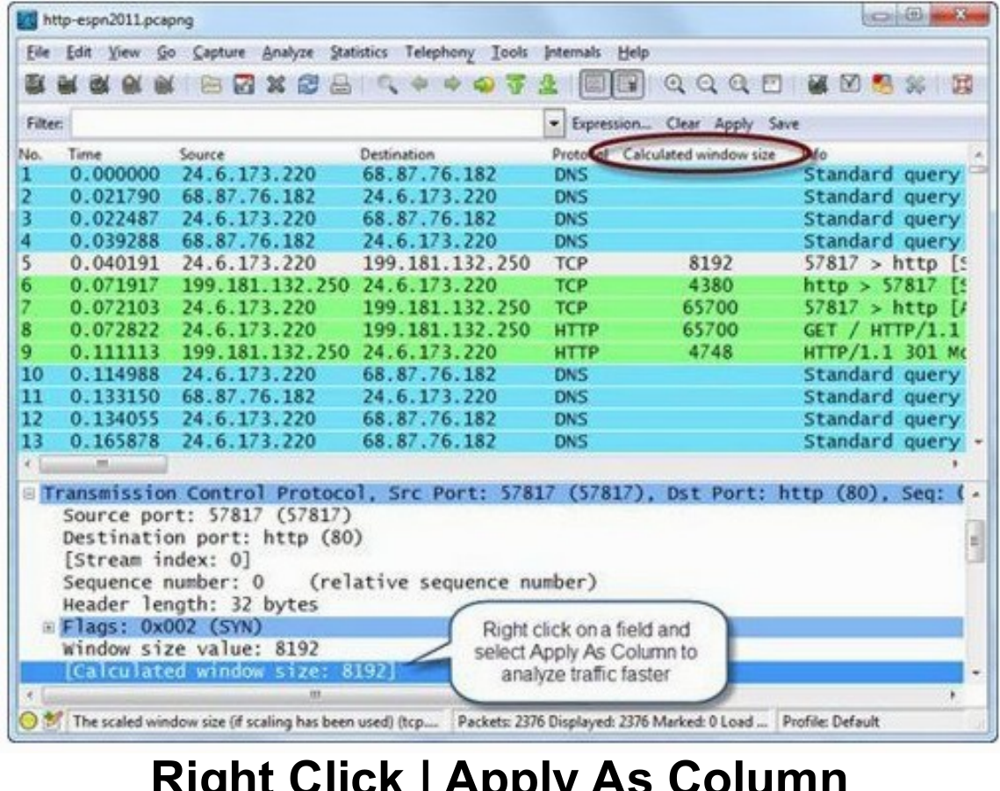 http-espn2011.pcapng
File Edit View Go Capture Analyze Statistics Telephony Tools Internals Help
Filter: Expression... Clear Apply Save
No. Time Source Destination Protocol Calculated window size Info
1 0.000000 24.6.173.220 68.87.76.182 DNS Standard query
2 0.021790 68.87.76.182 24.6.173.220 DNS Standard query
3 0.022487 24.6.173.220 68.87.76.182 DNS Standard query
4 0.039288 68.87.76.182 24.6.173.220 DNS Standard query
5 0.040191 24.6.173.220 199.181.132.250 TCP 8192 57817 > http [S
6 0.071917 199.181.132.250 24.6.173.220 TCP 4380 http > 57817 [S
7 0.072103 24.6.173.220 199.181.132.250 TCP 65700 57817 > http [A
8 0.072822 24.6.173.220 199.181.132.250 HTTP 65700 GET / HTTP/1.1
9 0.111113 199.181.132.250 24.6.173.220 HTTP 4748 HTTP/1.1 301 Mo
10 0.114988 24.6.173.220 68.87.76.182 DNS Standard query
11 0.133150 68.87.76.182 24.6.173.220 DNS Standard query
12 0.134055 24.6.173.220 68.87.76.182 DNS Standard query
13 0.165878 24.6.173.220 68.87.76.182 DNS Standard query
Transmission Control Protocol, Src Port: 57817 (57817), Dst Port: http (80), Seq: (
Source port: 57817 (57817)
Destination port: http (80)
[Stream index: 0]
Sequence number: 0 (relative sequence number)
Header length: 32 bytes
Flags: 0x002 (SYN)
Window size value: 8192
[Calculated window size: 8192]
Right click on a field and
select Apply As Column to
analyze traffic faster
The scaled window size (if scaling has been used) (tcp.... Packets: 2376 Displayed: 2376 Marked: 0 Load ... Profile: Default
Right Click | Apply As Column